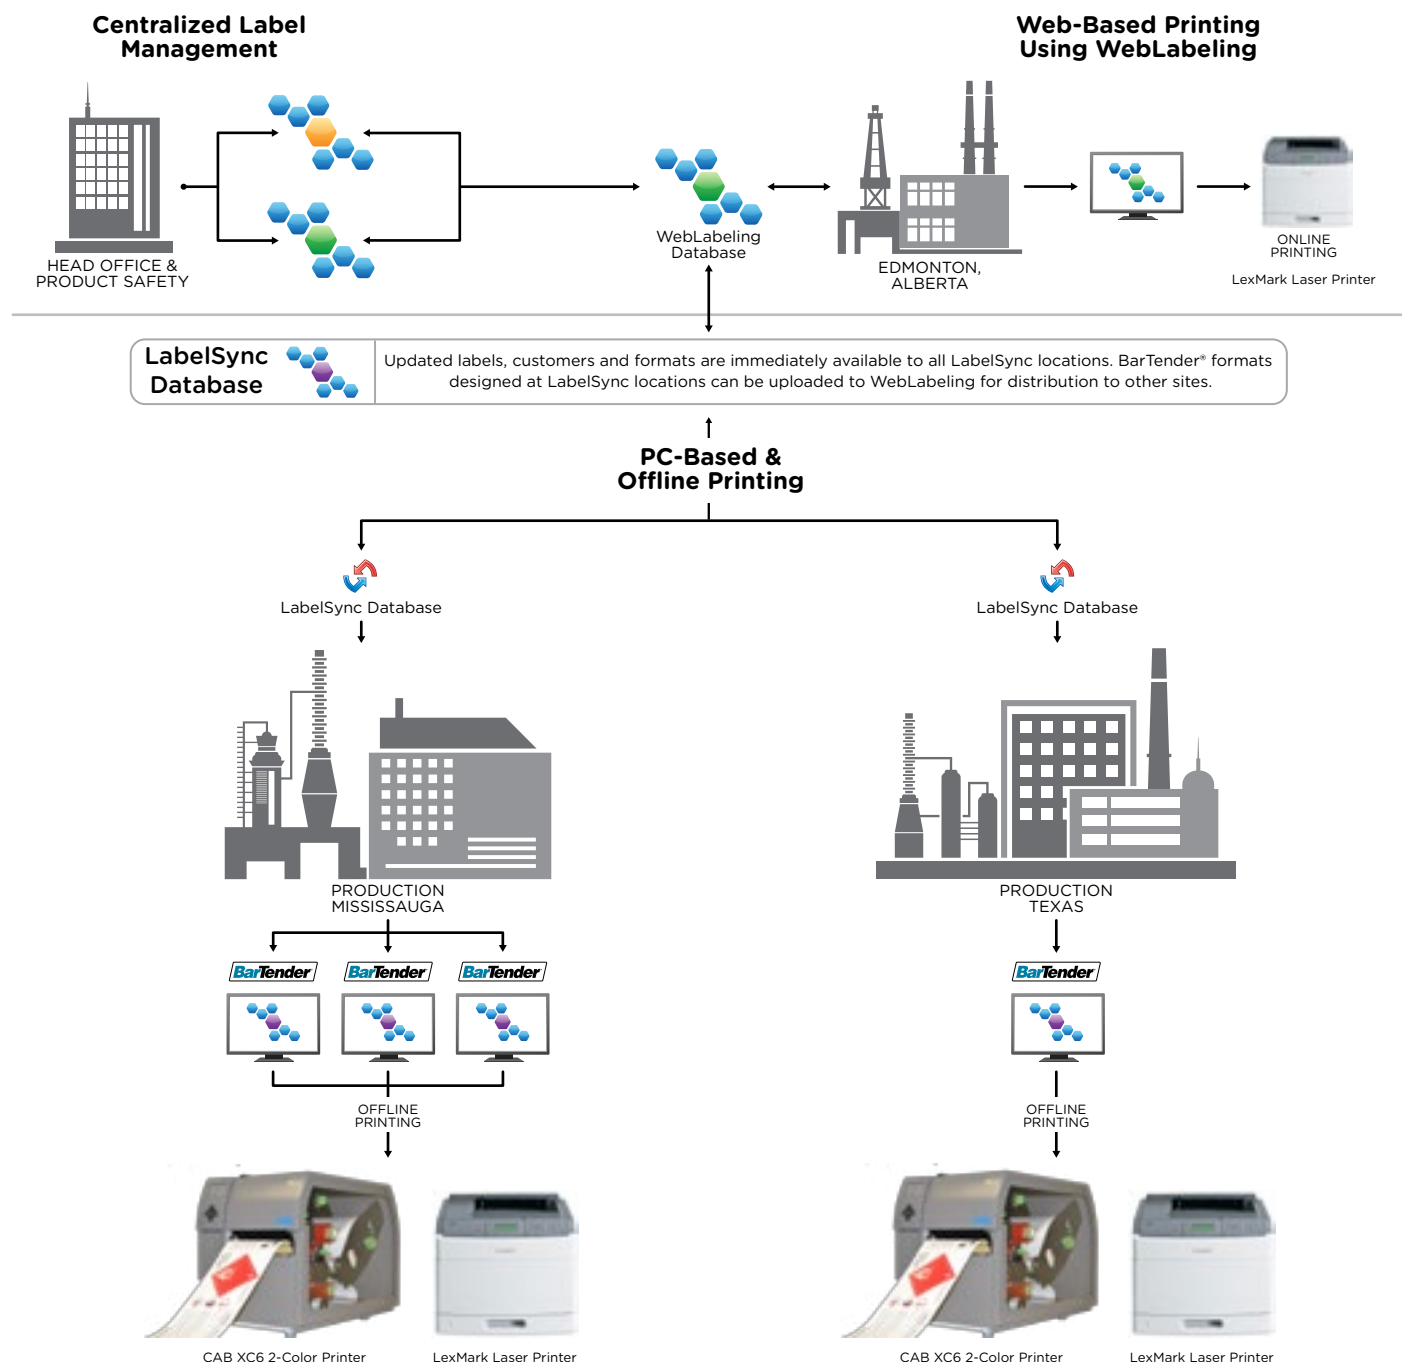 Centralized Label
Management
Web-Based Printing
Using WebLabeling
HEAD OFFICE &
PRODUCT SAFETY
WebLabeling
Database
EDMONTON,
ALBERTA
ONLINE
PRINTING
LexMark Laser Printer
LabelSync
Database
Updated labels, customers and formats are immediately available to all LabelSync locations. BarTender® formats
designed at LabelSync locations can be uploaded to WebLabeling for distribution to other sites.
PC-Based &
Offline Printing
LabelSync Database
LabelSync Database
PRODUCTION
MISSISSAUGA
PRODUCTION
TEXAS
BarTender
BarTender
BarTender
BarTender
OFFLINE
PRINTING
OFFLINE
PRINTING
CAB XC6 2-Color Printer
LexMark Laser Printer
CAB XC6 2-Color Printer
LexMark Laser Printer